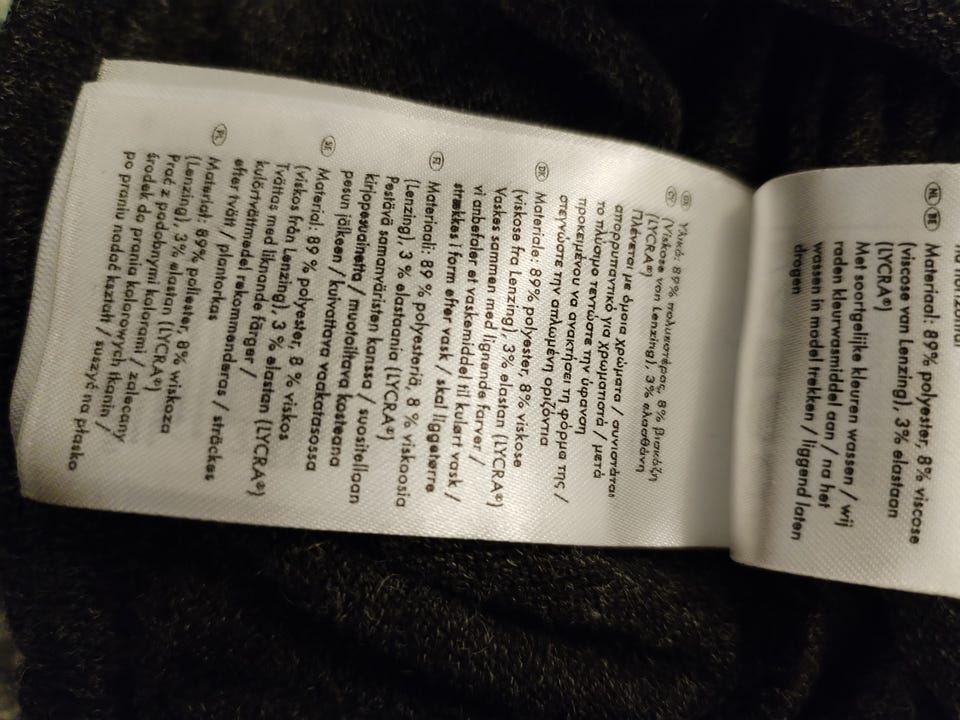 NL BE Materiaal: 89% polyester, 8% viscose
(viscose van Lenzing), 3% elastaan
(LYCRA®)
Met soortgelijke kleuren wassen / wij
raden kleurwasmiddel aan / na het
wassen in model trekken / liggend laten
drogen
GR Υλικό: 89% πολυεστέρας, 8% βισκόζη
CY (Viskose von Lenzing), 3% ελασθάνη
(LYCRA®)
Πλένεται με όμοια χρώματα / συνιστάται
απορρυπαντικό για χρωματιστά / μετά
το πλύσιμο τεντώστε την ύφανση
προκειμένου να ανακτήσει τη φόρμα της /
στεγνώστε την απλωμένη οριζόντια
DK Materiale: 89% polyester, 8% viskose
(viskose fra Lenzing), 3% elastan (LYCRA®)
Vaskes sammen med lignende farver /
vi anbefaler et vaskemiddel til kulørt vask /
strækkes i form efter vask / skal liggetørre
FI Materiaali: 89 % polyesteriä, 8 % viskoosia
(Lenzing), 3 % elastaania (LYCRA®)
Pestävä samanväristen kanssa / suositellaan
kirjopesuainetta / muotoiltava kosteana
pesun jälkeen / kuivattava vaakatasossa
SE Material: 89 % polyester, 8 % viskos
(viskos från Lenzing), 3 % elastan (LYCRA®)
Tvättas med liknande färger /
kulörtvättmedel rekommenderas / sträckes
efter tvätt / plantorkas
PL Materiał: 89% poliester, 8% wiskoza
(Lenzing), 3% elastan (LYCRA®)
Prać z podobnymi kolorami / zalecany
środek do prania kolorowych tkanin /
po praniu nadać kształt / suszyć na płasko